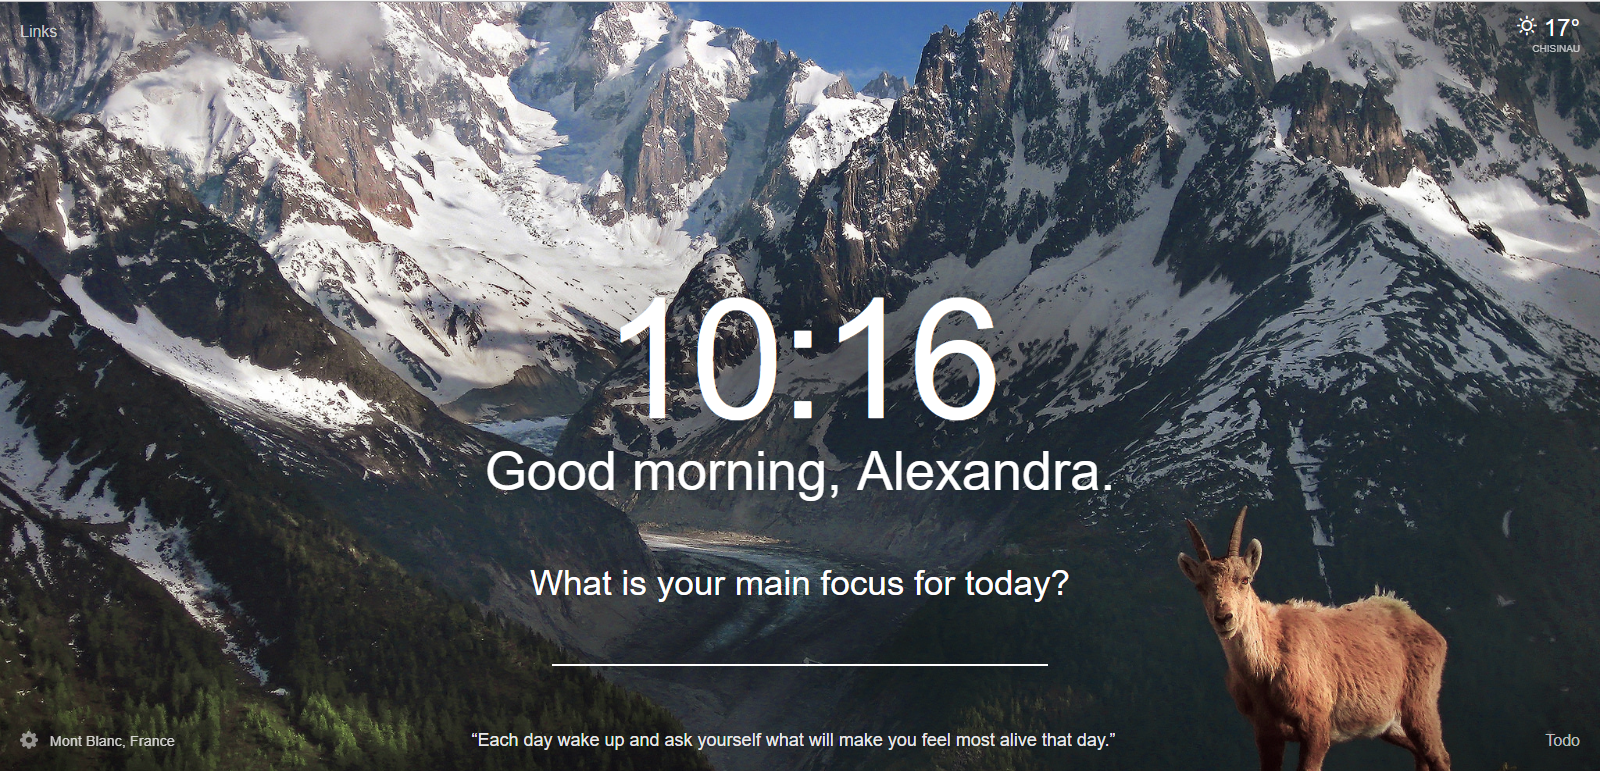 Links
17°
CHISINAU
10:16
Good morning, Alexandra.
What is your main focus for today?
Mont Blanc, France
“Each day wake up and ask yourself what will make you feel most alive that day.”
Todo